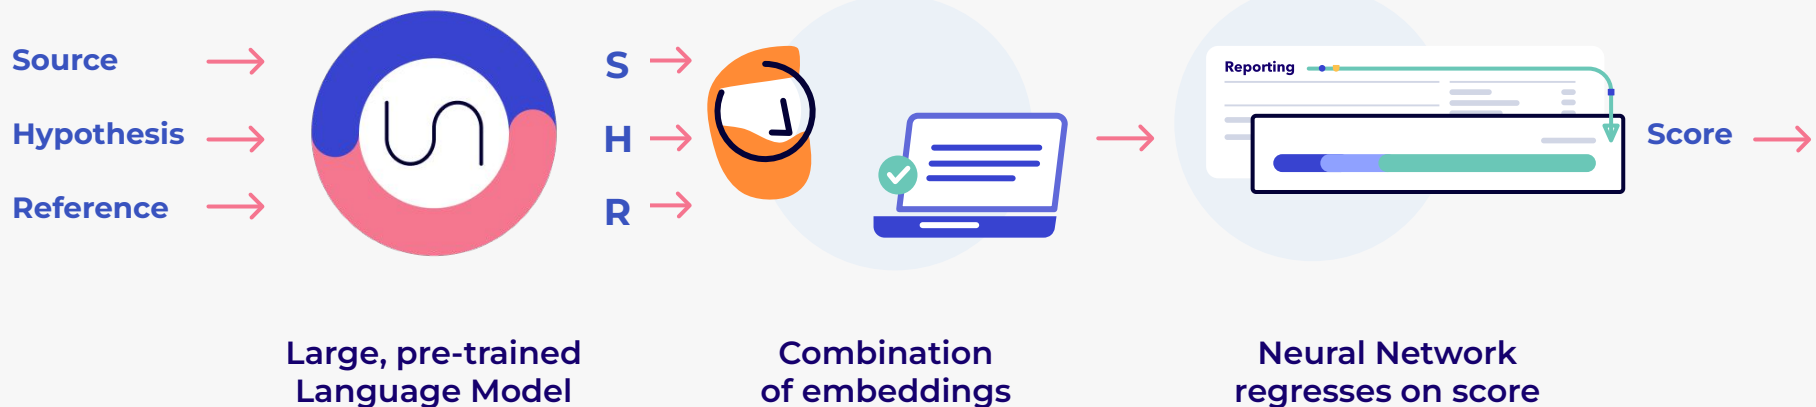 Source
Hypothesis
Reference
S
H
R
Reporting
Score
Large, pre-trained
Language Model
Combination
of embeddings
Neural Network
regresses on score